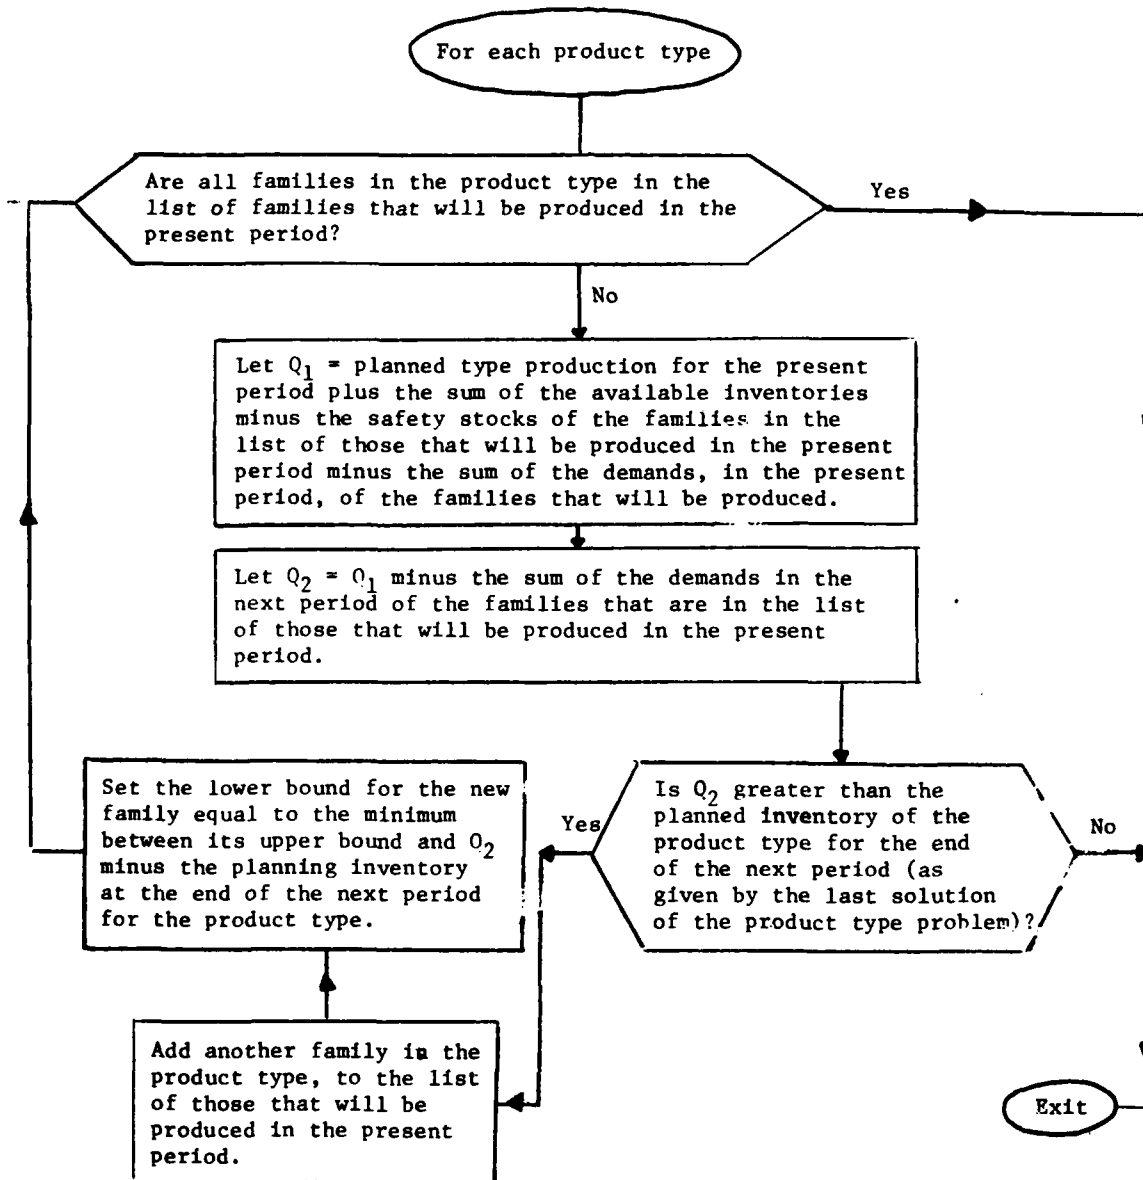 For each product type
Are all families in the product type in the
list of families that will be produced in the
present period?
Yes
No
Let Q1 = planned type production for the present
period plus the sum of the available inventories
minus the safety stocks of the families in the
list of those that will be produced in the present
period minus the sum of the demands, in the present
period, of the families that will be produced.
Let Q2 = Q1 minus the sum of the demands in the
next period of the families that are in the list
of those that will be produced in the present
period.
Is Q2 greater than the
planned inventory of the
product type for the end
of the next period (as
given by the last solution
of the product type problem)?
Yes
No
Set the lower bound for the new
family equal to the minimum
between its upper bound and Q2
minus the planning inventory
at the end of the next period
for the product type.
Add another family in the
product type, to the list
of those that will be
produced in the present
period.
Exit